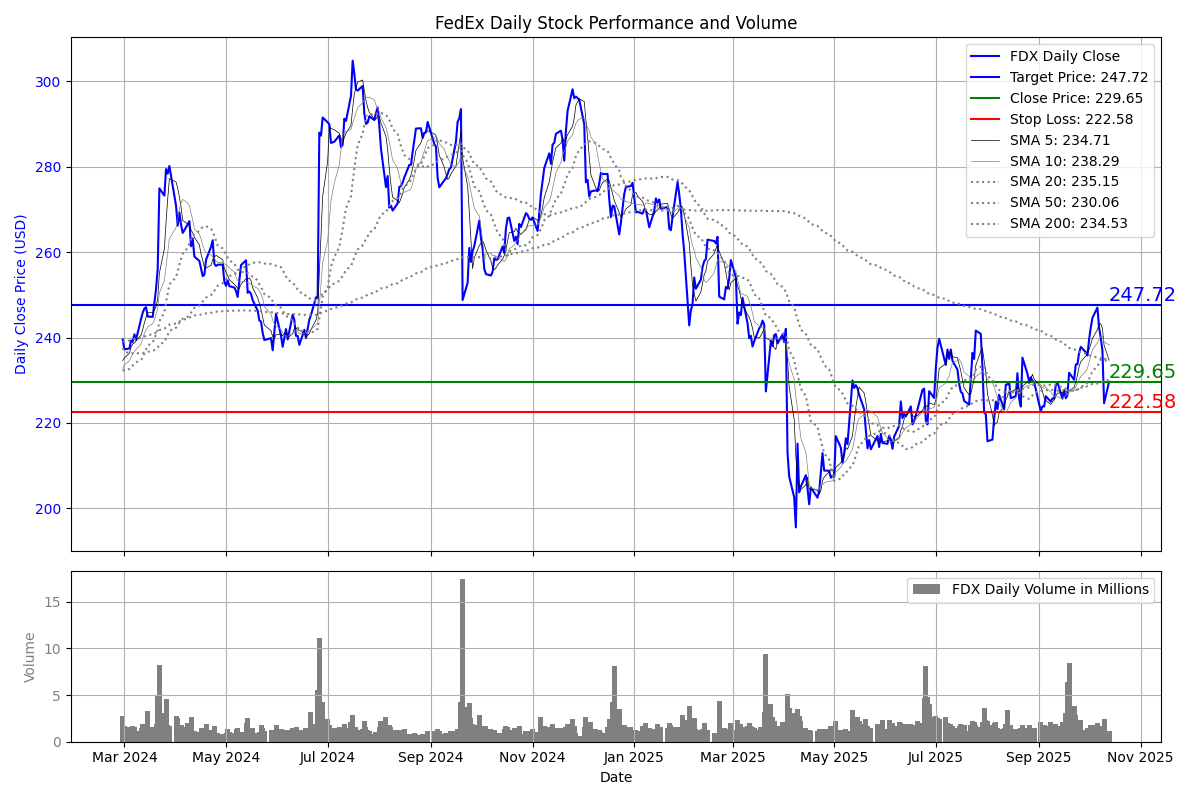 FedEx Daily Stock Performance and Volume
FDX Daily Close
Target Price: 247.72
Close Price: 229.65
Stop Loss: 222.58
SMA 5: 234.71
SMA 10: 238.29
SMA 20: 235.15
SMA 50: 230.06
SMA 200: 234.53
Daily Close Price (USD)
300
280
260
240
220
200
247.72
229.65
222.58
FDX Daily Volume in Millions
Volume
15
10
5
0
Mar 2024 May 2024 Jul 2024 Sep 2024 Nov 2024 Jan 2025 Mar 2025 May 2025 Jul 2025 Sep 2025 Nov 2025
Date